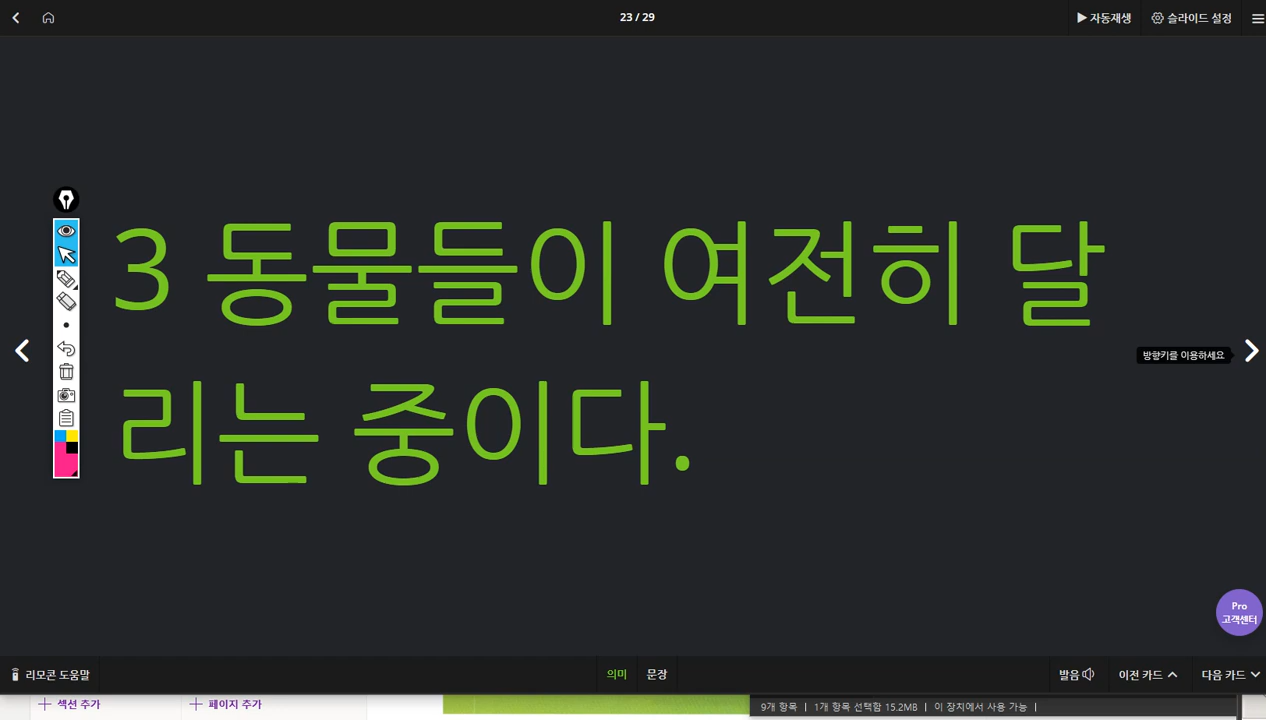 23 / 29
▶ 자동재생
슬라이드 설정
3 동물들이 여전히 달
리는 중이다.
방향키를 이용하세요
Pro
고객센터
리모콘 도움말
의미
문장
발음
이전 카드
다음 카드
섹션 추가
페이지 추가
9개 항목 | 1개 항목 선택함 15.2MB | 이 장치에서 사용 가능 |